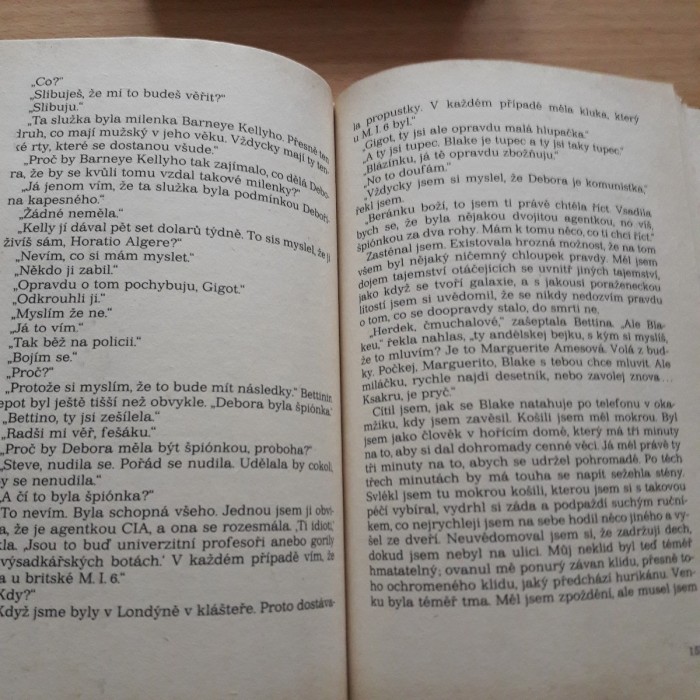 „Co?"
„Slibuješ, že mi to budeš věřit?"
„Slibuju."
„Ta služka byla milenka Barneye Kellyho. Přesně ten
druh, co mají mužský v jeho věku. Vždycky mají ty ten-
ké rty, které se dostanou všude."
„Proč by Barneye Kellyho tak zajímalo, co dělá Debo-
ra, že by se kvůli tomu vzdal takové milenky?"
„Já jenom vím, že ta služka byla podmínkou Debořina
na kapesného."
„Žádné neměla."
„Kelly jí dával pět set dolarů týdně. To sis myslel, že ji
živíš sám, Horatio Algere?"
„Nevím, co si mám myslet."
„Někdo ji zabil."
„Opravdu o tom pochybuju, Gigot."
„Odkrouhli ji."
„Myslím že ne."
„Já to vím."
„Tak běž na policii."
„Bojím se."
„Proč?"
„Protože si myslím, že to bude mít následky." Bettinin
epot byl ještě tišší než obvykle. „Debora byla špiónka."
„Bettino, ty jsi zešílela."
„Radši mi věř, fešáku."
„Proč by Debora měla být špiónkou, proboha?"
„Steve, nudila se. Pořád se nudila. Udělala by cokoli,
by se nenudila."
„A čí to byla špiónka?"
„To nevím. Byla schopná všeho. Jednou jsem ji obvi-
a, že je agentkou CIA, a ona se rozesmála. ‚Ti idioti,'
kla. ‚Jsou to buď univerzitní profesoři anebo gorily
výsadkářských botách.' V každém případě vím, že
a u britské M. I. 6."
„Kdy?"
„Když jsme byly v Londýně v klášteře. Proto dostáva-
la propustky. V každém případě měla kluka, který
u M. I. 6 byl."
„Gigot, ty jsi ale opravdu malá hlupačka."
„A ty jsi tupec. Blake je tupec a ty jsi taky tupec."
„Blázínku, já tě opravdu zbožňuju."
„No to doufám."
„Vždycky jsem si myslel, že Debora je komunistka,"
řekl jsem.
„Beránku boží, to jsem ti právě chtěla říct. Vsadila
bych se, že byla nějakou dvojitou agentkou, no víš,
špiónkou za dva rohy. Mám k tomu něco, co ti chci říct."
Zasténal jsem. Existovala hrozná možnost, že na tom
všem byl nějaký ničemný chloupek pravdy. Měl jsem
dojem tajemství otáčejících se uvnitř jiných tajemství,
jako když se tvoří galaxie, a s jakousi poraženeckou
lítostí jsem si uvědomil, že se nikdy nedozvím pravdu
o tom, co se doopravdy stalo, do smrti ne.
„Herdek, čmuchalové," zašeptala Bettina. „Ale Bla-
keu," řekla nahlas, „ty andělskej bejku, s kým si myslíš,
že to mluvím? Je to Marguerite Amesová. Volá z bud-
ky. Počkej, Marguerito, Blake s tebou chce mluvit. Ale
miláčku, rychle najdi desetník, nebo zavolej znova...
Ksakru, je pryč."
Cítil jsem, jak se Blake natahuje po telefonu v oka-
mžiku, kdy jsem zavěsil. Košili jsem měl mokrou. Byl
jsem jako člověk v hořícím domě, který má tři minuty
na to, aby si dal dohromady cenné věci. Já měl právě ty
tři minuty na to, abych se udržel pohromadě. Po těch
třech minutách by má touha se napít sežehla stěny.
Svlékl jsem tu mokrou košili, kterou jsem si s takovou
péčí vybíral, vydrhl si záda a podpaždí suchým ruční-
kem, co nejrychleji jsem na sebe hodil něco jiného a vy-
šel ze dveří. Neuvědomoval jsem si, že zadržuji dech,
dokud jsem nebyl na ulici. Můj neklid byl teď téměř
hmatatelný; ovanul mě ponurý závan klidu, přesně to-
ho ochromeného klidu, jaký předchází hurikánu. Ven-
ku byla téměř tma. Měl jsem zpoždění, ale musel jsem
15